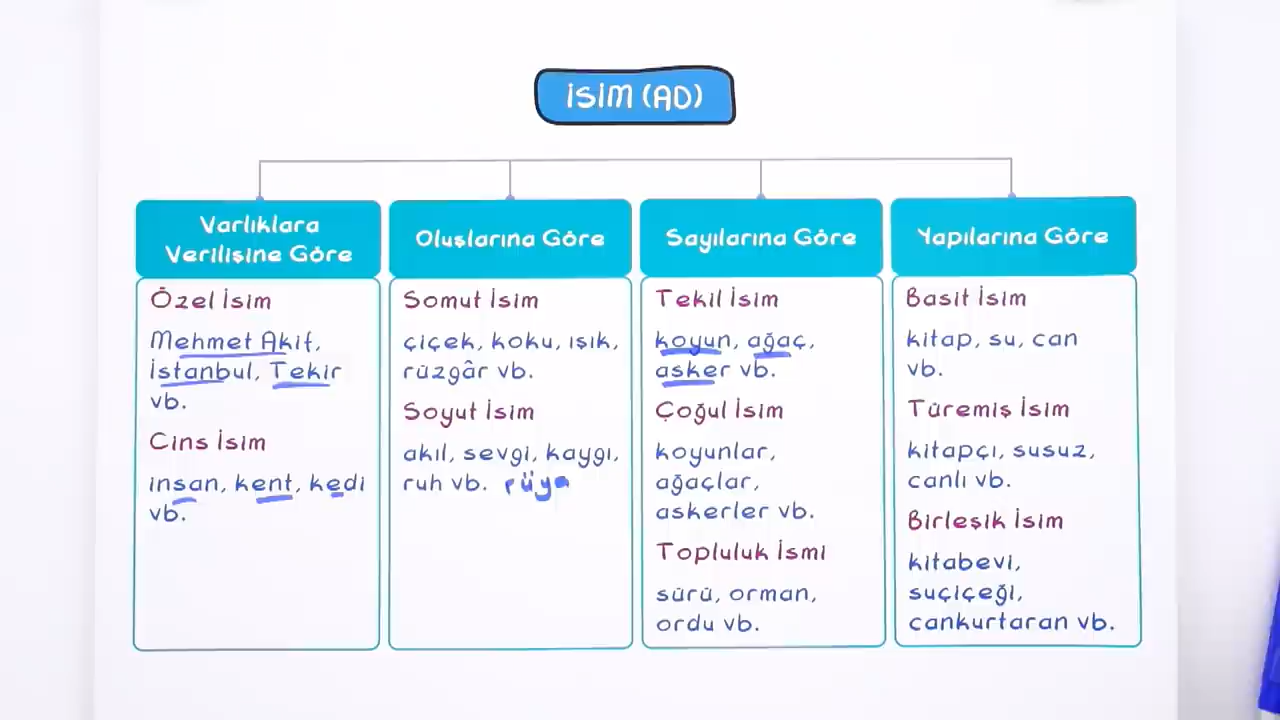 İSİM (AD)
Varlıklara
Verilişine Göre
Özel İsim
Mehmet Akif,
İstanbul, Tekir
vb.
Cins İsim
insan, kent, kedi
vb.
Oluşlarına Göre
Somut İsim
çiçek, koku, ışık,
rüzgâr vb.
Soyut İsim
akıl, sevgi, kaygı,
ruh vb. rüya
Sayılarına Göre
Tekil İsim
koyun, ağaç,
asker vb.
Çoğul İsim
koyunlar,
ağaçlar,
askerler vb.
Topluluk İsmi
sürü, orman,
ordu vb.
Yapılarına Göre
Basit İsim
kitap, su, can
vb.
Türemiş İsim
kitapçı, susuz,
canlı vb.
Birleşik İsim
kitabevi,
suçiçeği,
cankurtaran vb.